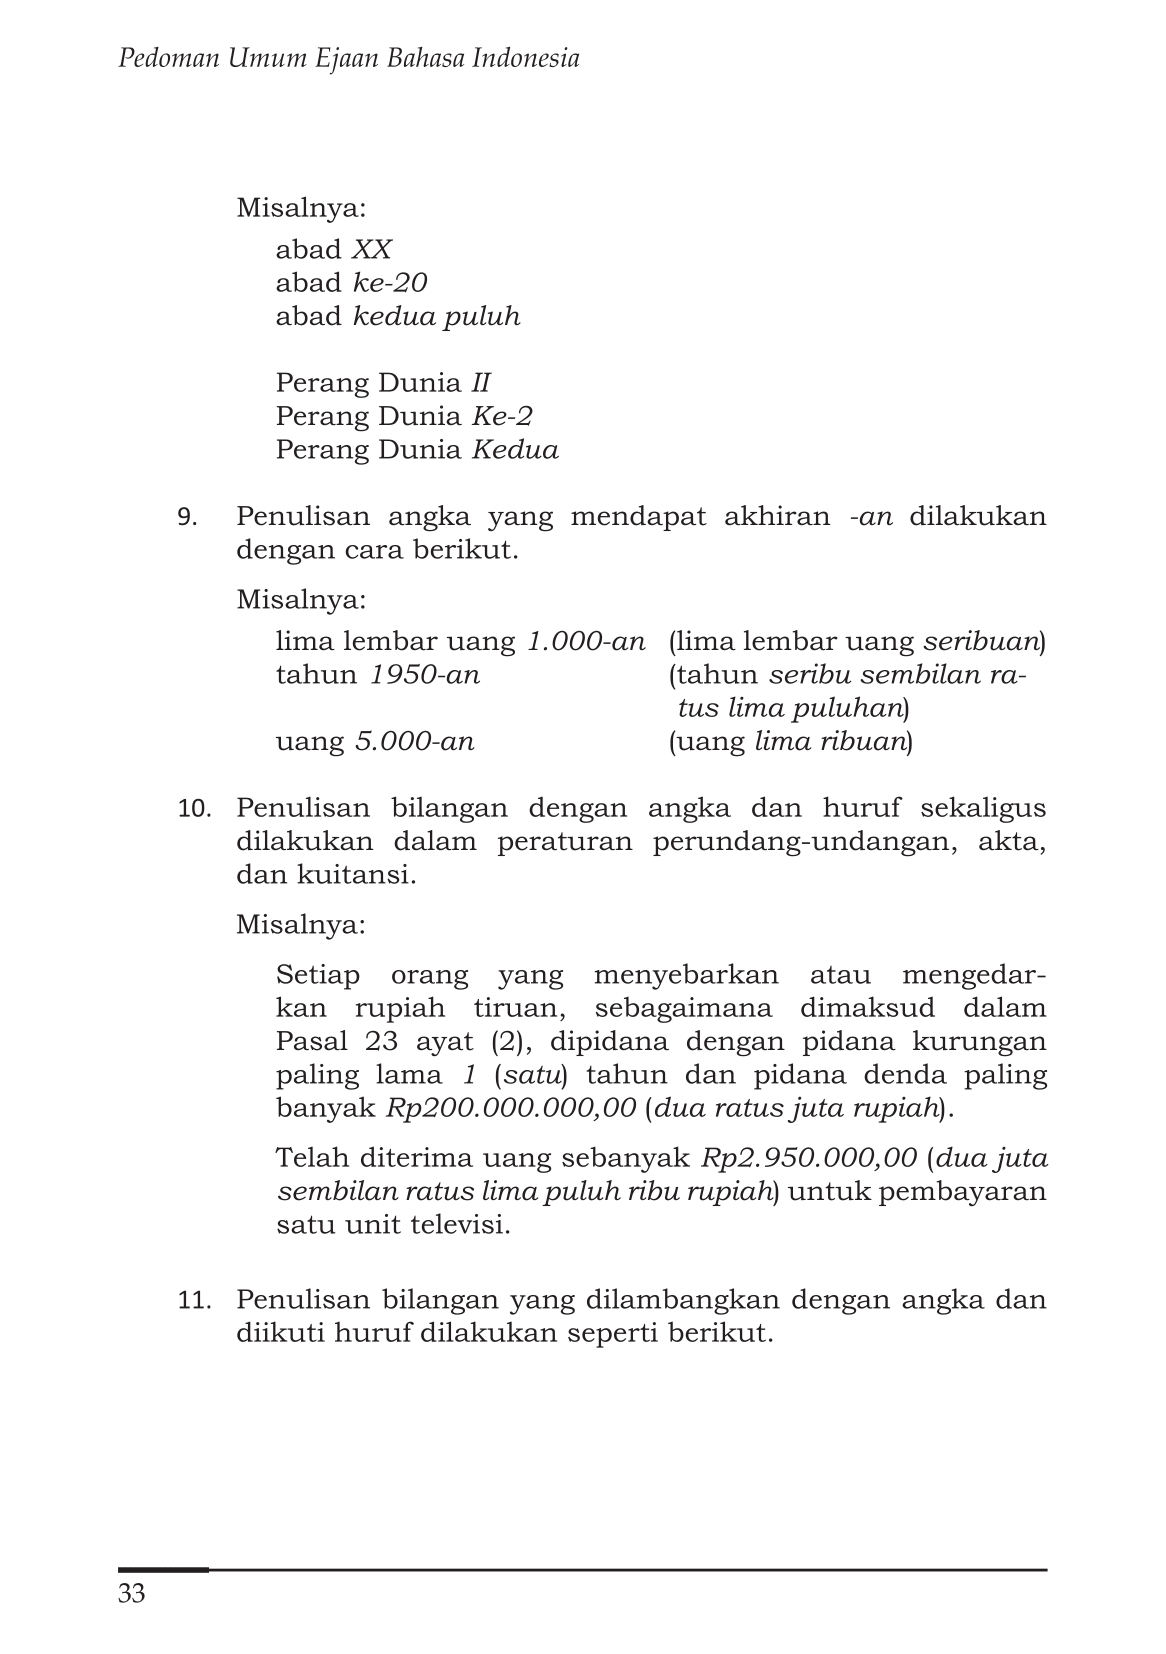 Pedoman Umum Ejaan Bahasa Indonesia
Misalnya:
abad XX
abad ke-20
abad kedua puluh
Perang Dunia II
Perang Dunia Ke-2
Perang Dunia Kedua
9. Penulisan angka yang mendapat akhiran -an dilakukan
dengan cara berikut.
Misalnya:
lima lembar uang 1.000-an (lima lembar uang seribuan)
tahun 1950-an (tahun seribu sembilan ra-
tus lima puluhan)
uang 5.000-an (uang lima ribuan)
10. Penulisan bilangan dengan angka dan huruf sekaligus
dilakukan dalam peraturan perundang-undangan, akta,
dan kuitansi.
Misalnya:
Setiap orang yang menyebarkan atau mengedar-
kan rupiah tiruan, sebagaimana dimaksud dalam
Pasal 23 ayat (2), dipidana dengan pidana kurungan
paling lama 1 (satu) tahun dan pidana denda paling
banyak Rp200.000.000,00 (dua ratus juta rupiah).
Telah diterima uang sebanyak Rp2.950.000,00 (dua juta
sembilan ratus lima puluh ribu rupiah) untuk pembayaran
satu unit televisi.
11. Penulisan bilangan yang dilambangkan dengan angka dan
diikuti huruf dilakukan seperti berikut.
33